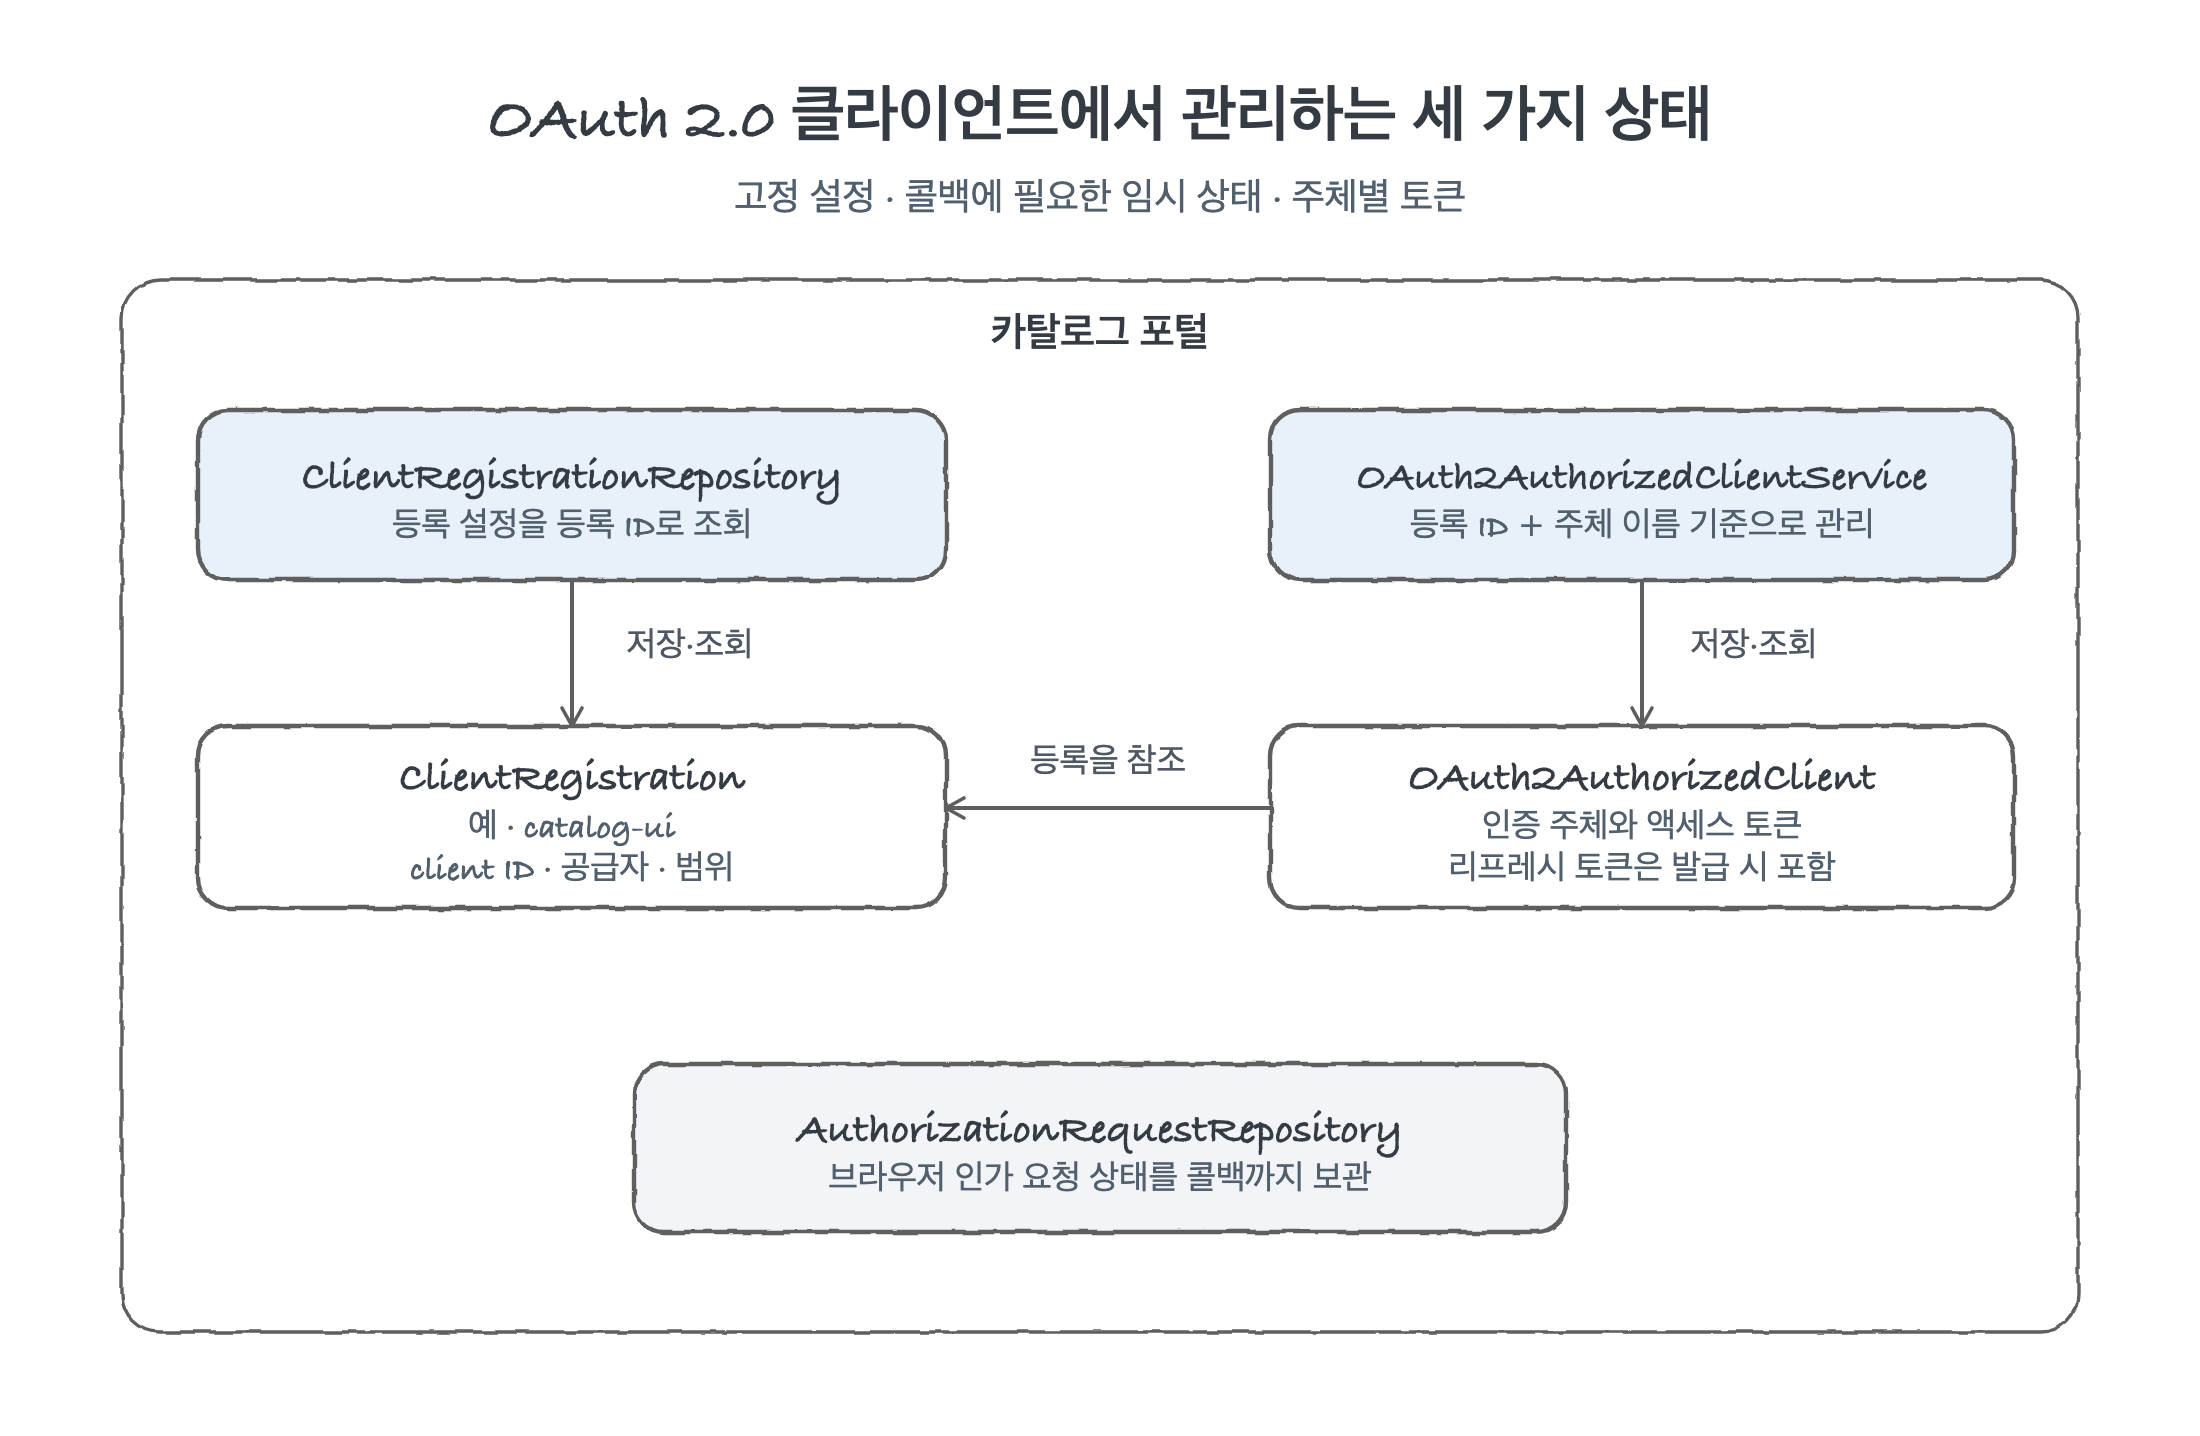 OAuth 2.0 클라이언트에서 관리하는 세 가지 상태
고정 설정 · 콜백에 필요한 임시 상태 · 주체별 토큰
카탈로그 포털
ClientRegistrationRepository
등록 설정을 등록 ID로 조회
OAuth2AuthorizedClientService
등록 ID + 주체 이름 기준으로 관리
저장·조회
저장·조회
ClientRegistration
예 · catalog-ui
client ID · 공급자 · 범위
등록을 참조
OAuth2AuthorizedClient
인증 주체와 액세스 토큰
리프레시 토큰은 발급 시 포함
AuthorizationRequestRepository
브라우저 인가 요청 상태를 콜백까지 보관